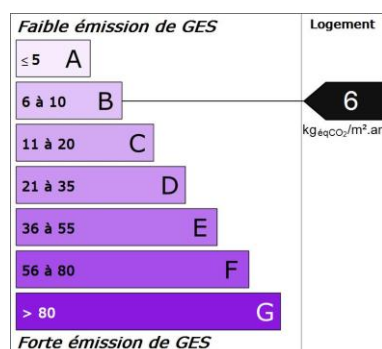 Faible émission de GES
Logement
≤ 5 A
6 à 10 B
6
kgéqCO₂/m².an
11 à 20 C
21 à 35 D
36 à 55 E
56 à 80 F
> 80 G
Forte émission de GES